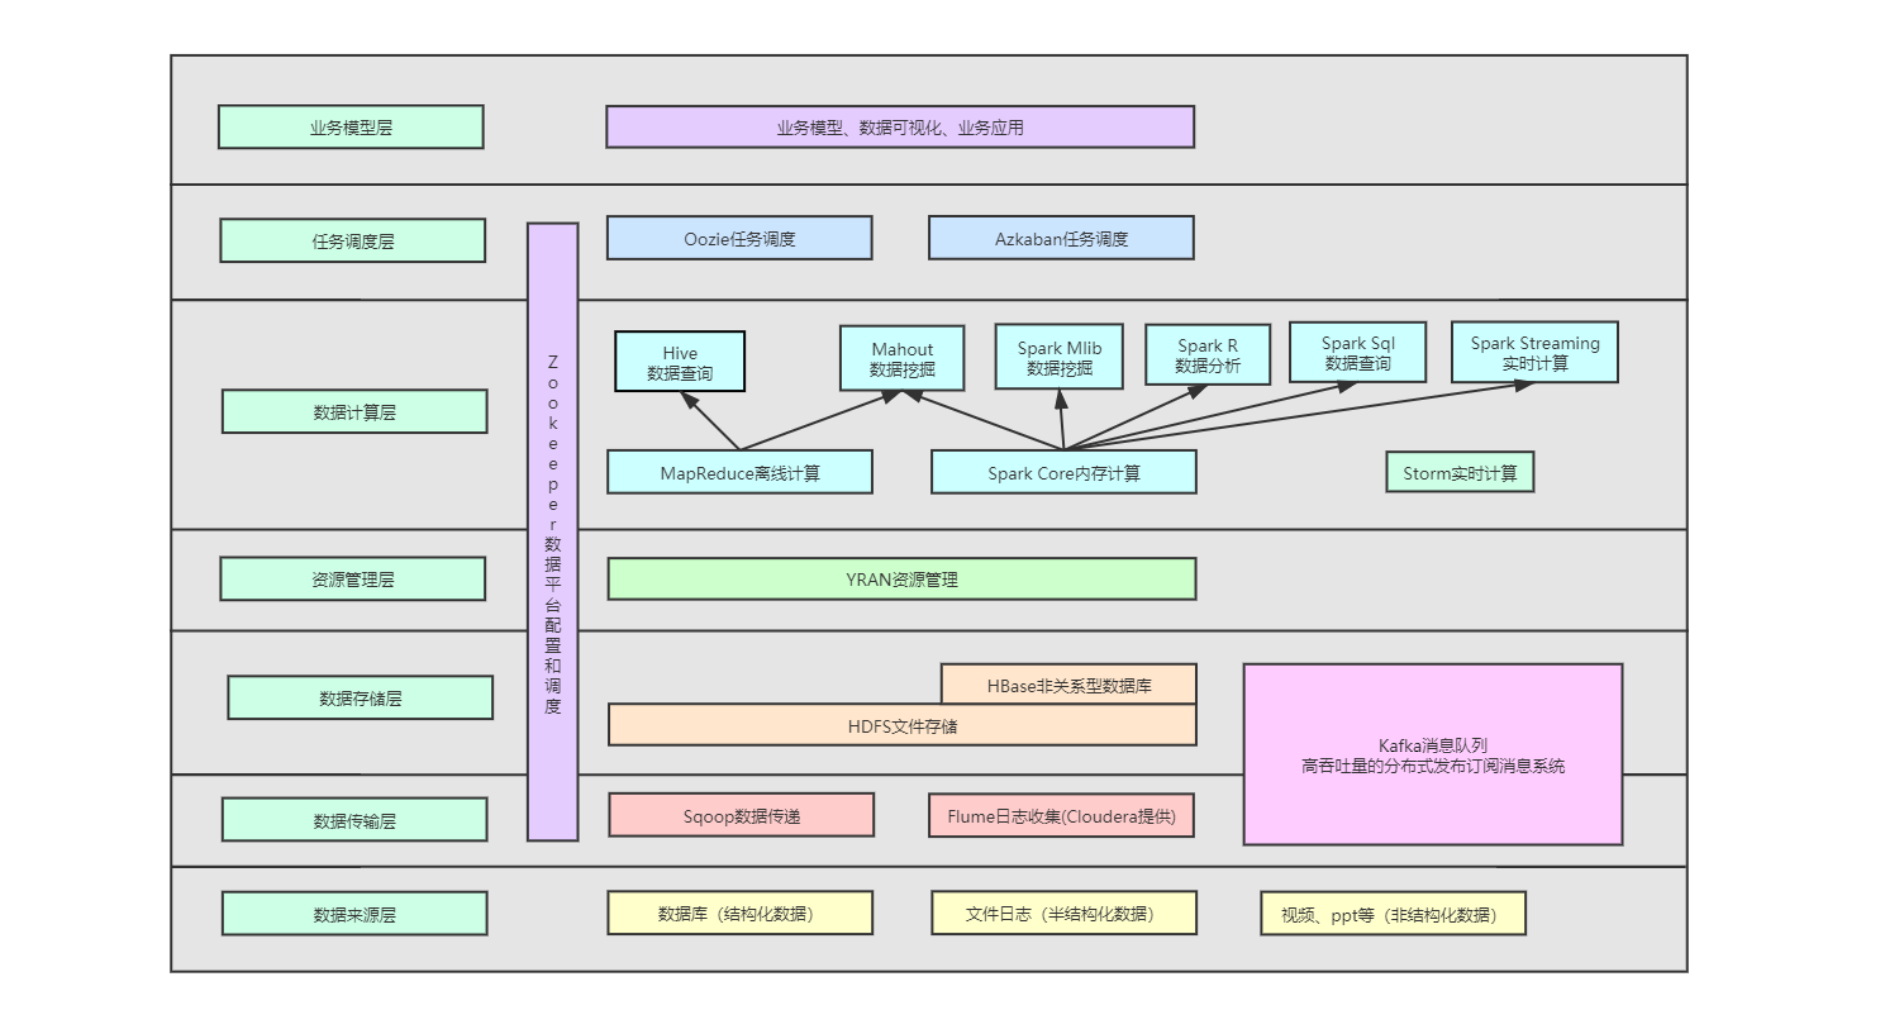 业务模型层
业务模型、数据可视化、业务应用
任务调度层
Oozie任务调度
Azkaban任务调度
Zookeeper数据平台配置和调度
数据计算层
Hive
数据查询
Mahout
数据挖掘
Spark Mlib
数据挖掘
Spark R
数据分析
Spark Sql
数据查询
Spark Streaming
实时计算
MapReduce离线计算
Spark Core内存计算
Storm实时计算
资源管理层
YRAN资源管理
数据存储层
HBase非关系型数据库
HDFS文件存储
Kafka消息队列
高吞吐量的分布式发布订阅消息系统
数据传输层
Sqoop数据传递
Flume日志收集(Cloudera提供)
数据来源层
数据库（结构化数据）
文件日志（半结构化数据）
视频、ppt等（非结构化数据）